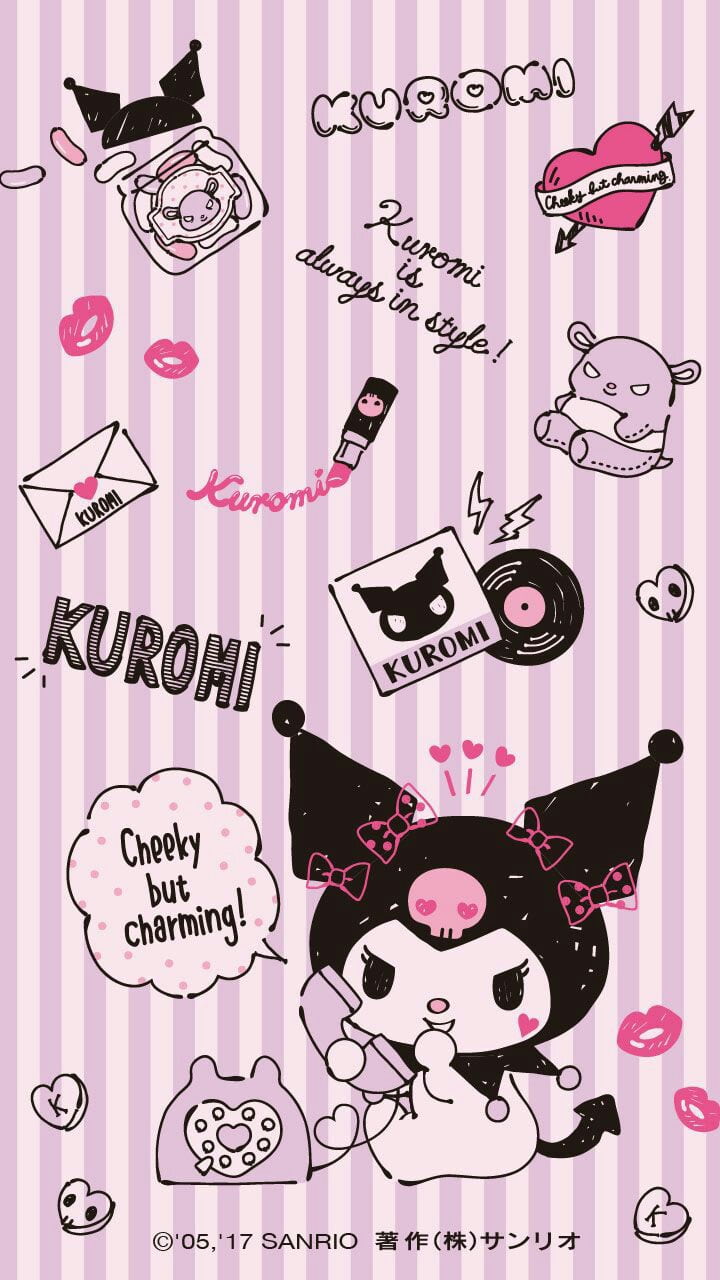 KUROMI
Cheeky but charming.
Kuromi
is
always in style!
Kuromi
KUROMI
KUROMI
KUROMI
Cheeky
but
charming!
K
K
©'05,'17 SANRIO 著作(株)サンリオ